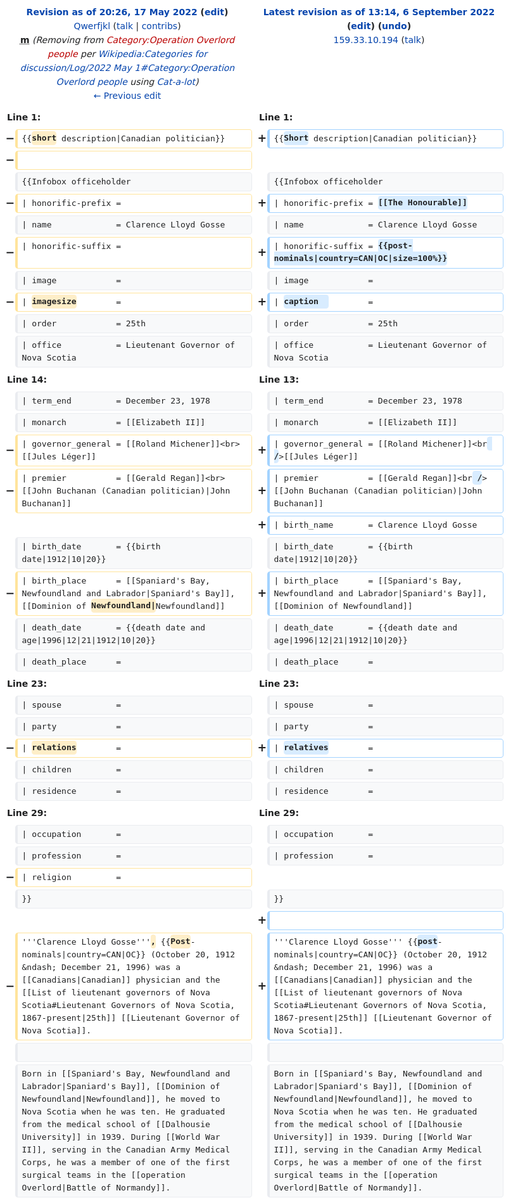 Revision as of 20:26, 17 May 2022 (edit)
Qwerfjkl (talk | contribs)
m (Removing from Category:Operation Overlord
people per Wikipedia:Categories for
discussion/Log/2022 May 1#Category:Operation
Overlord people using Cat-a-lot)
← Previous edit
Latest revision as of 13:14, 6 September 2022
(edit) (undo)
159.33.10.194 (talk)
Line 1:
Line 1:
− {{short description|Canadian politician}}
+ {{Short description|Canadian politician}}
−
{{Infobox officeholder
{{Infobox officeholder
− | honorific-prefix =
+ | honorific-prefix = [[The Honourable]]
| name = Clarence Lloyd Gosse
| name = Clarence Lloyd Gosse
− | honorific-suffix =
+ | honorific-suffix = {{post-
nominals|country=CAN|OC|size=100%}}
| image =
| image =
− | imagesize =
+ | caption =
| order = 25th
| order = 25th
| office = Lieutenant Governor of
Nova Scotia
| office = Lieutenant Governor of
Nova Scotia
Line 14:
Line 13:
| term_end = December 23, 1978
| term_end = December 23, 1978
| monarch = [[Elizabeth II]]
| monarch = [[Elizabeth II]]
− | governor_general = [[Roland Michener]]<br>
[[Jules Léger]]
+ | governor_general = [[Roland Michener]]<br
/>[[Jules Léger]]
− | premier = [[Gerald Regan]]<br>
[[John Buchanan (Canadian politician)|John
Buchanan]]
+ | premier = [[Gerald Regan]]<br />
[[John Buchanan (Canadian politician)|John
Buchanan]]
+ | birth_name = Clarence Lloyd Gosse
| birth_date = {{birth
date|1912|10|20}}
| birth_date = {{birth
date|1912|10|20}}
− | birth_place = [[Spaniard's Bay,
Newfoundland and Labrador|Spaniard's Bay]],
[[Dominion of Newfoundland|Newfoundland]]
+ | birth_place = [[Spaniard's Bay,
Newfoundland and Labrador|Spaniard's Bay]],
[[Dominion of Newfoundland]]
| death_date = {{death date and
age|1996|12|21|1912|10|20}}
| death_date = {{death date and
age|1996|12|21|1912|10|20}}
| death_place =
| death_place =
Line 23:
Line 23:
| spouse =
| spouse =
| party =
| party =
− | relations =
+ | relatives =
| children =
| children =
| residence =
| residence =
Line 29:
Line 29:
| occupation =
| occupation =
| profession =
| profession =
− | religion =
}}
}}
+
− '''Clarence Lloyd Gosse''', {{Post-
nominals|country=CAN|OC}} (October 20, 1912
&ndash; December 21, 1996) was a
[[Canadians|Canadian]] physician and the
[[List of lieutenant governors of Nova
Scotia#Lieutenant Governors of Nova Scotia,
1867-present|25th]] [[Lieutenant Governor of
Nova Scotia]].
+ '''Clarence Lloyd Gosse''' {{post-
nominals|country=CAN|OC}} (October 20, 1912
&ndash; December 21, 1996) was a
[[Canadians|Canadian]] physician and the
[[List of lieutenant governors of Nova
Scotia#Lieutenant Governors of Nova Scotia,
1867-present|25th]] [[Lieutenant Governor of
Nova Scotia]].
Born in [[Spaniard's Bay, Newfoundland and
Labrador|Spaniard's Bay]], [[Dominion of
Newfoundland|Newfoundland]], he moved to
Nova Scotia when he was ten. He graduated
from the medical school of [[Dalhousie
University]] in 1939. During [[World War
II]], serving in the Canadian Army Medical
Corps, he was a member of one of the first
surgical teams in the [[operation
Overlord|Battle of Normandy]].
Born in [[Spaniard's Bay, Newfoundland and
Labrador|Spaniard's Bay]], [[Dominion of
Newfoundland|Newfoundland]], he moved to
Nova Scotia when he was ten. He graduated
from the medical school of [[Dalhousie
University]] in 1939. During [[World War
II]], serving in the Canadian Army Medical
Corps, he was a member of one of the first
surgical teams in the [[operation
Overlord|Battle of Normandy]].